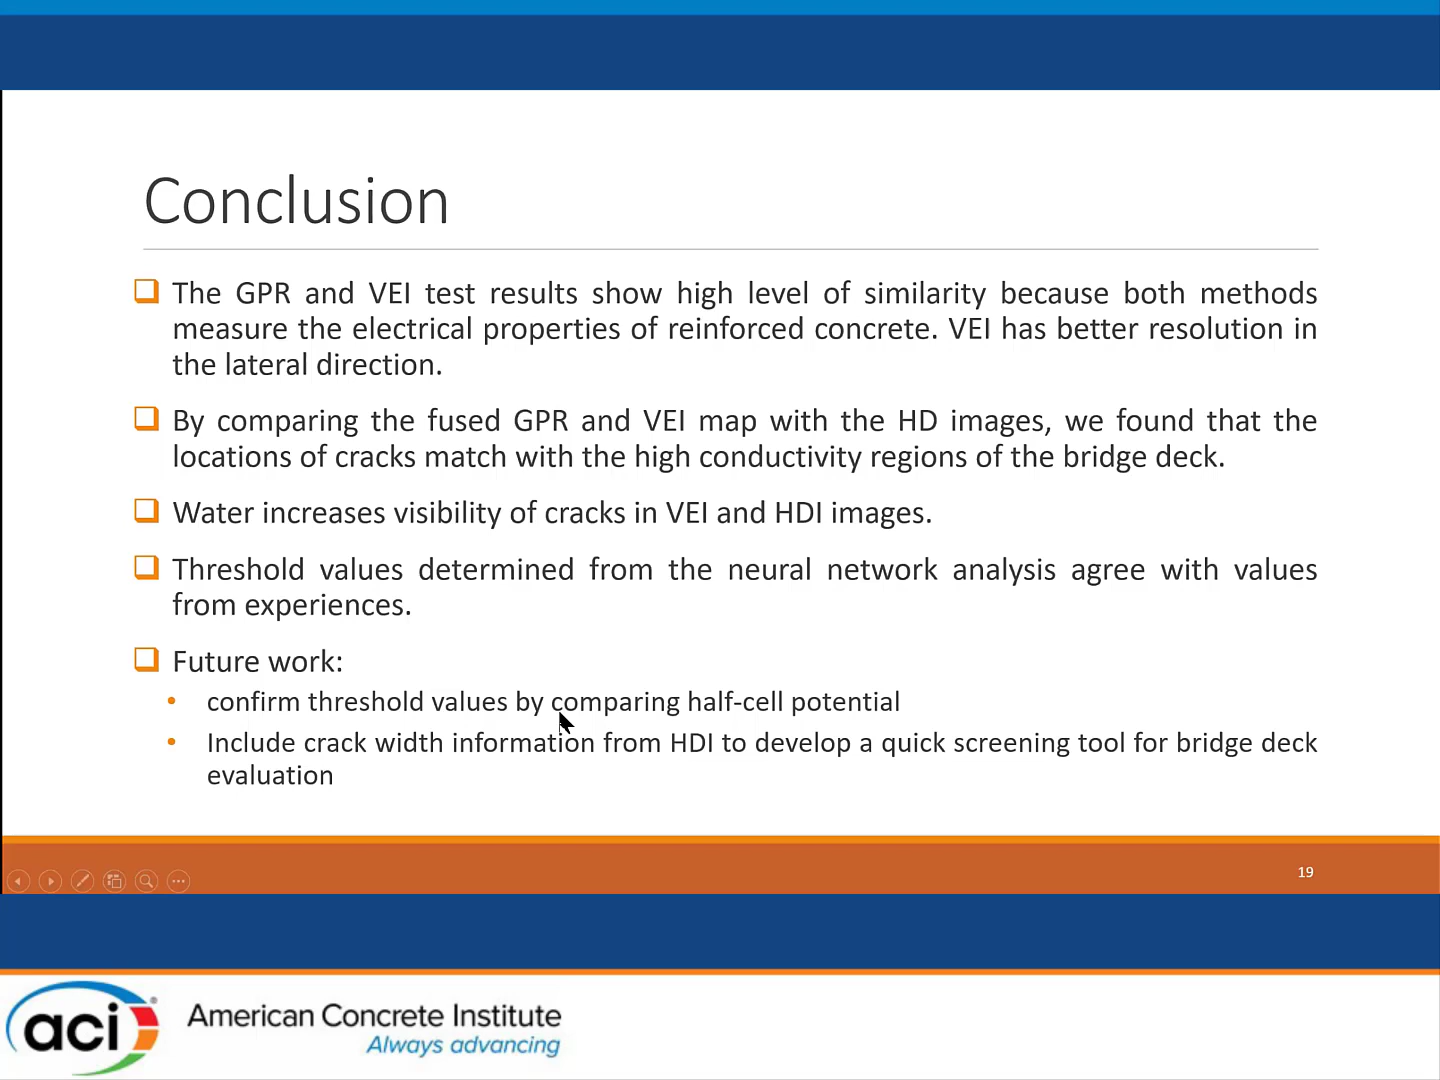 Conclusion
The GPR and VEI test results show high level of similarity because both methods
measure the electrical properties of reinforced concrete. VEI has better resolution in
the lateral direction.
By comparing the fused GPR and VEI map with the HD images, we found that the
locations of cracks match with the high conductivity regions of the bridge deck.
Water increases visibility of cracks in VEI and HDI images.
Threshold values determined from the neural network analysis agree with values
from experiences.
Future work:
confirm threshold values by comparing half-cell potential
Include crack width information from HDI to develop a quick screening tool for bridge deck
evaluation
19
aci
American Concrete Institute
Always advancing